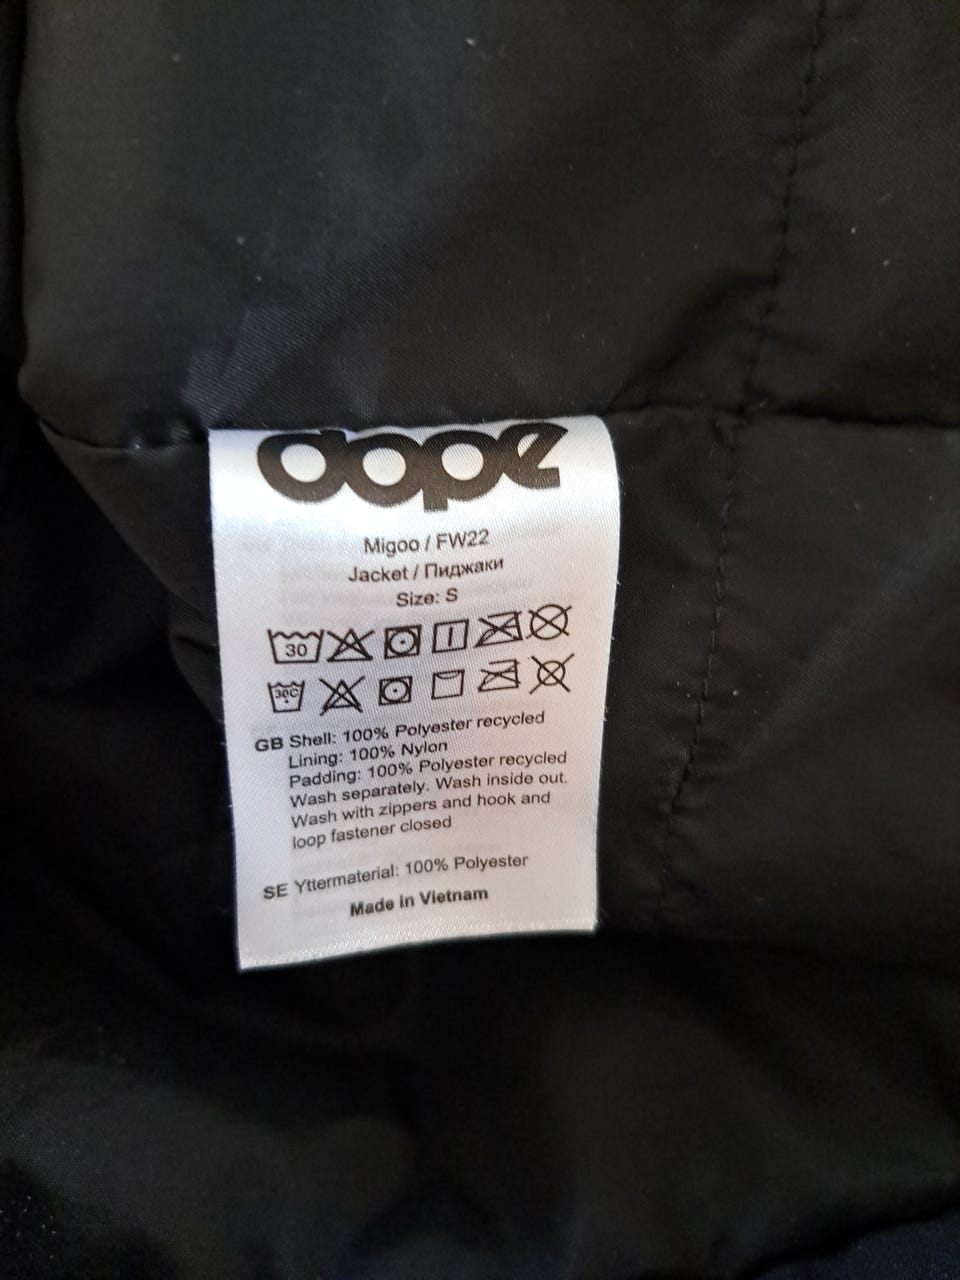 dope
Migoo / FW22
Jacket / Пиджаки
Size: S
30
30C
GB Shell: 100% Polyester recycled
Lining: 100% Nylon
Padding: 100% Polyester recycled
Wash separately. Wash inside out.
Wash with zippers and hook and
loop fastener closed
SE Yttermaterial: 100% Polyester
Made in Vietnam